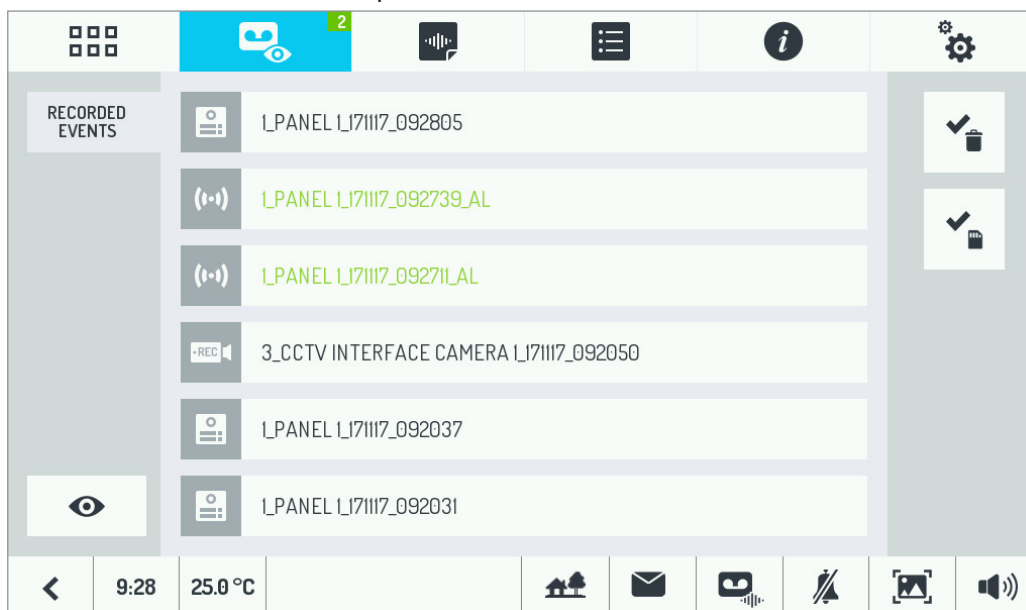 2
RECORDED
EVENTS
1_PANEL 1_171117_092805
1_PANEL 1_171117_092739_AL
1_PANEL 1_171117_092711_AL
•REC
3_CCTV INTERFACE CAMERA 1_171117_092050
1_PANEL 1_171117_092037
1_PANEL 1_171117_092031
9:28
25.0 °C